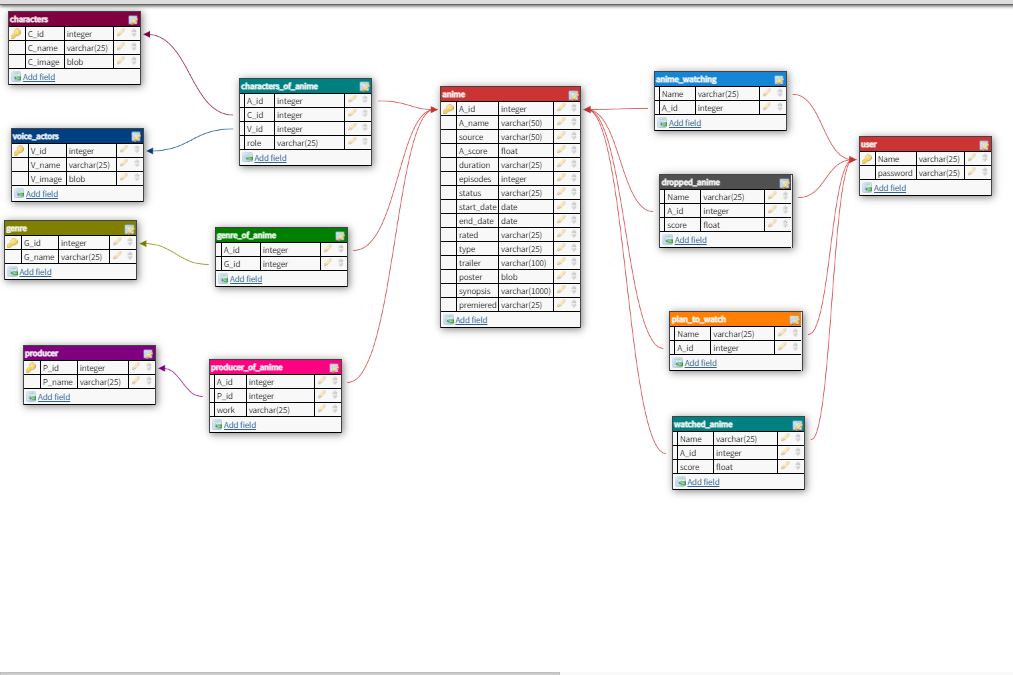 characters
C_id integer
C_name varchar(25)
C_image blob
Add field
voice_actors
V_id integer
V_name varchar(25)
V_image blob
Add field
genre
G_id integer
G_name varchar(25)
Add field
producer
P_id integer
P_name varchar(25)
Add field
characters_of_anime
A_id integer
C_id integer
V_id integer
role varchar(25)
Add field
genre_of_anime
A_id integer
G_id integer
Add field
producer_of_anime
A_id integer
P_id integer
work varchar(25)
Add field
anime
A_id integer
A_name varchar(50)
source varchar(50)
A_score float
duration varchar(25)
episodes integer
status varchar(25)
start_date date
end_date date
rated varchar(25)
type varchar(25)
trailer varchar(100)
poster blob
synopsis varchar(1000)
premiered varchar(25)
Add field
anime_watching
Name varchar(25)
A_id integer
Add field
dropped_anime
Name varchar(25)
A_id integer
score float
Add field
plan_to_watch
Name varchar(25)
A_id integer
Add field
watched_anime
Name varchar(25)
A_id integer
score float
Add field
user
Name varchar(25)
password varchar(25)
Add field